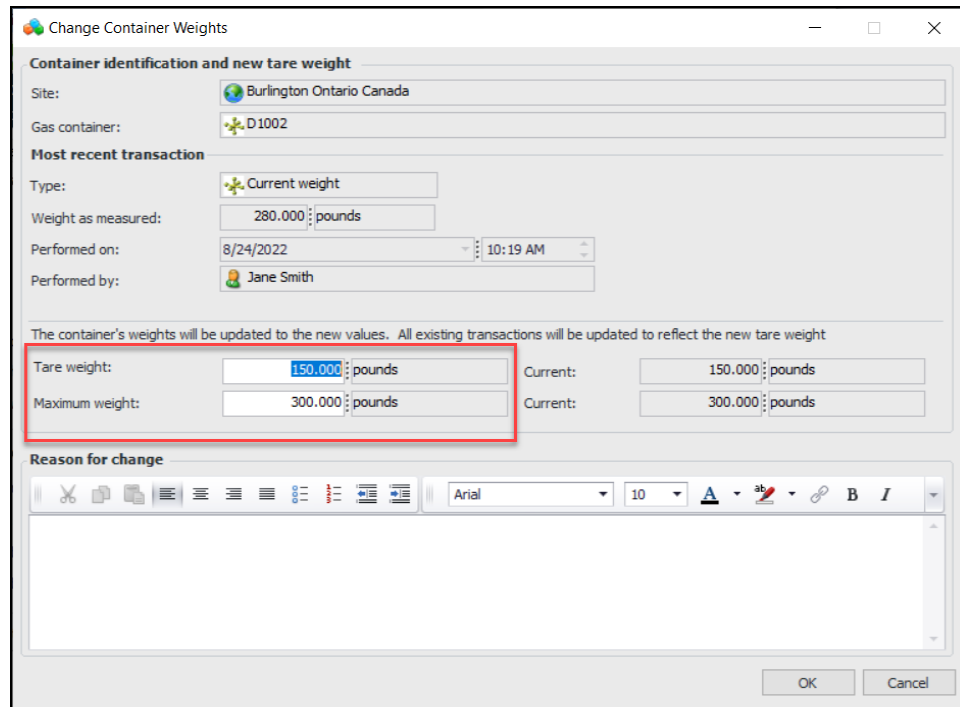 Change Container Weights
Container identification and new tare weight
Site: Burlington Ontario Canada
Gas container: D1002
Most recent transaction
Type: Current weight
Weight as measured: 280.000 pounds
Performed on: 8/24/2022 10:19 AM
Performed by: Jane Smith
The container's weights will be updated to the new values. All existing transactions will be updated to reflect the new tare weight
Tare weight: 150.000 pounds Current: 150.000 pounds
Maximum weight: 300.000 pounds Current: 300.000 pounds
Reason for change
Arial 10 A ab B I
OK Cancel